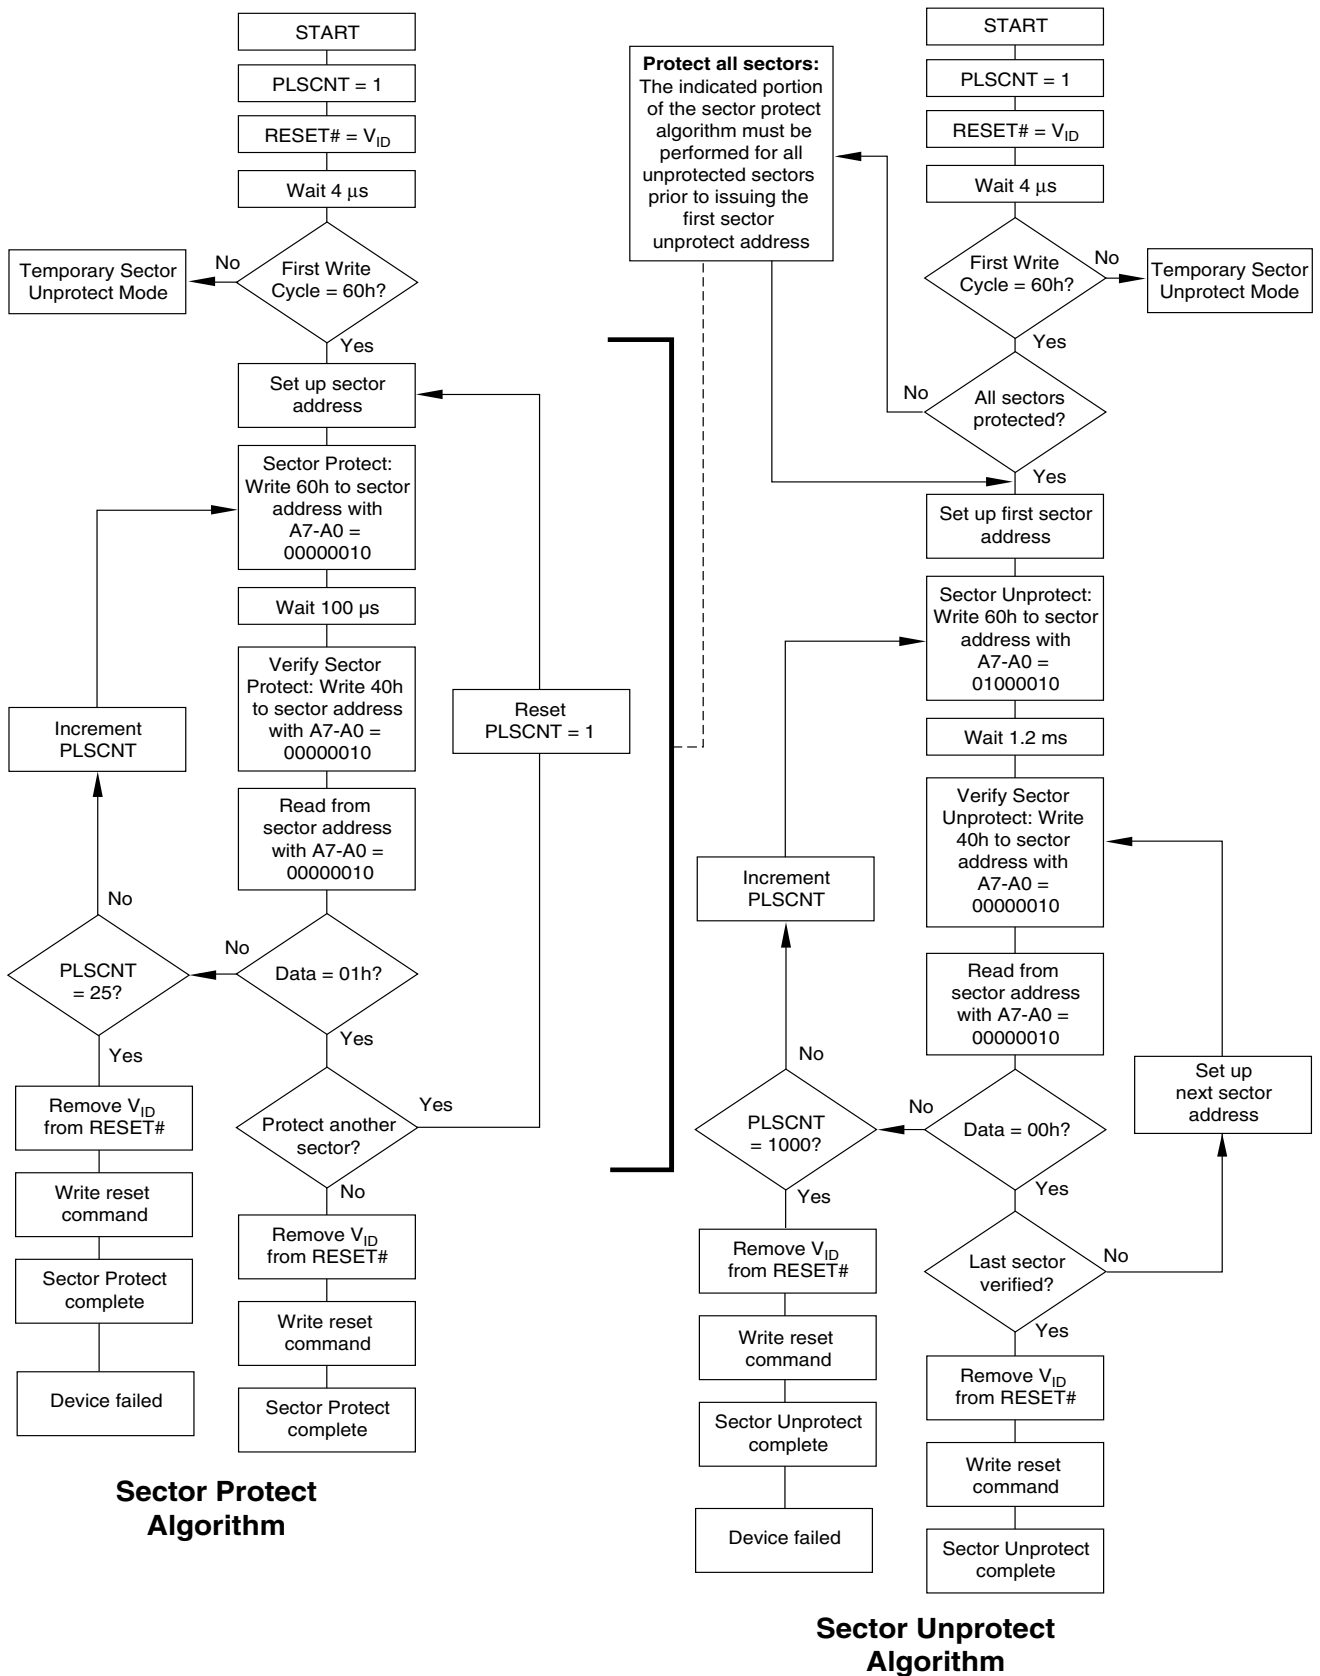 START
PLSCNT = 1
RESET# = VID
Wait 4 μs
First Write
Cycle = 60h?
No
Temporary Sector
Unprotect Mode
Yes
Set up sector
address
Sector Protect:
Write 60h to sector
address with
A7-A0 =
00000010
Wait 100 μs
Verify Sector
Protect: Write 40h
to sector address
with A7-A0 =
00000010
Reset
PLSCNT = 1
Increment
PLSCNT
Read from
sector address
with A7-A0 =
00000010
No
No
PLSCNT
= 25?
Data = 01h?
Yes
Yes
Remove VID
from RESET#
Protect another
sector?
Yes
Write reset
command
No
Remove VID
from RESET#
Sector Protect
complete
Write reset
command
Device failed
Sector Protect
complete
Sector Protect
Algorithm
Protect all sectors:
The indicated portion
of the sector protect
algorithm must be
performed for all
unprotected sectors
prior to issuing the
first sector
unprotect address
START
PLSCNT = 1
RESET# = VID
Wait 4 μs
First Write
Cycle = 60h?
No
Temporary Sector
Unprotect Mode
Yes
No
All sectors
protected?
Yes
Set up first sector
address
Sector Unprotect:
Write 60h to sector
address with
A7-A0 =
01000010
Wait 1.2 ms
Verify Sector
Unprotect: Write
40h to sector
address with
A7-A0 =
00000010
Increment
PLSCNT
Read from
sector address
with A7-A0 =
00000010
No
Set up
next sector
address
No
PLSCNT
= 1000?
Data = 00h?
Yes
Yes
Remove VID
from RESET#
Last sector
verified?
No
Write reset
command
Yes
Remove VID
from RESET#
Sector Unprotect
complete
Write reset
command
Device failed
Sector Unprotect
complete
Sector Unprotect
Algorithm